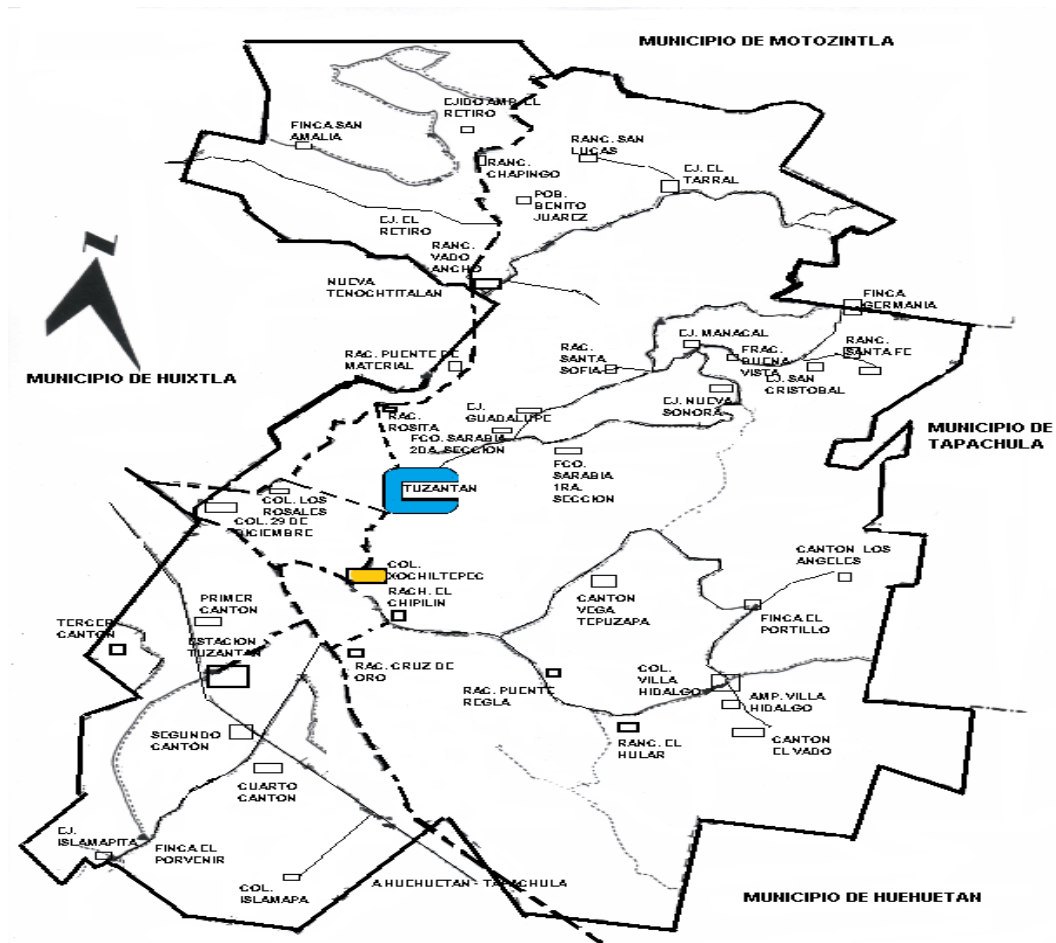 MUNICIPIO DE MOTOZINTLA
EJIDO AMP. EL
RETIRO
FINCA SAN
AMALIA
RANC. SAN
LUCAS
RANC.
CHAPINGO
EJ. EL
TARRAL
POB.
BENITO
JUAREZ
EJ. EL
RETIRO
RANC.
VADO
ANCHO
NUEVA
TENOCHTITALAN
FINCA
GERMANIA
EJ. MANACAL
RAC. PUENTE DE
MATERIAL
RAC.
SANTA
SOFIA
FRAC.
BUENA
VISTA
RANC.
SANTA FE
MUNICIPIO DE HUIXTLA
EJ. SAN
CRISTOBAL
EJ. NUEVA
SONORA
RAC.
ROSITA
EJ.
GUADALUPE
MUNICIPIO DE
TAPACHULA
FCO. SARABIA
2DA. SECCION
FCO.
SARABIA
1RA.
SECCION
TUZANTAN
COL. LOS
ROSALES
COL. 29 DE
DICIEMBRE
CANTON LOS
ANGELES
COL.
XOCHILTEPEC
RACH. EL
CHIPILIN
CANTON
VEGA
TEPUZAPA
PRIMER
CANTON
FINCA EL
PORTILLO
TERCER
CANTON
ESTACION
TUZANTAN
RAC. CRUZ DE
ORO
COL.
VILLA
HIDALGO
RAC. PUENTE
REGLA
AMP. VILLA
HIDALGO
SEGUNDO
CANTON
RANC. EL
HULAR
CANTON
EL VADO
CUARTO
CANTON
EJ.
ISLAMAPITA
FINCA EL
PORVENIR
COL.
ISLAMAPA
A HUEHUETAN - TAPACHULA
MUNICIPIO DE HUEHUETAN